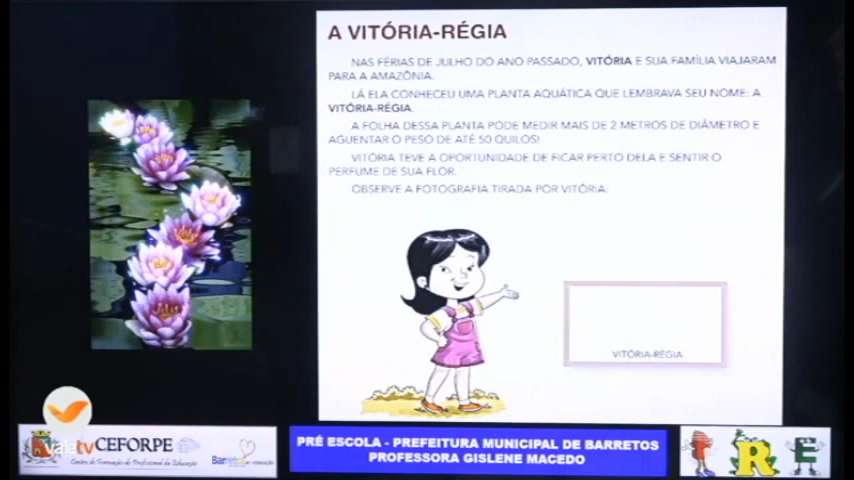 A VITÓRIA-RÉGIA
NAS FÉRIAS DE JULHO DO ANO PASSADO, VITÓRIA E SUA FAMÍLIA VIAJARAM
PARA A AMAZÔNIA.
LÁ ELA CONHECEU UMA PLANTA AQUÁTICA QUE LEMBRAVA SEU NOME: A
VITÓRIA-RÉGIA.
A FOLHA DESSA PLANTA PODE MEDIR MAIS DE 2 METROS DE DIÂMETRO E
AGUENTAR O PESO DE ATÉ 50 QUILOS!
VITÓRIA TEVE A OPORTUNIDADE DE FICAR PERTO DELA E SENTIR O
PERFUME DE SUA FLOR.
OBSERVE A FOTOGRAFIA TIRADA POR VITÓRIA:
VITÓRIA-RÉGIA
valetv
CEFORPE
Centro de Formação do Profissional da Educação
PRÉ ESCOLA - PREFEITURA MUNICIPAL DE BARRETOS
PROFESSORA GISLENE MACEDO
R E